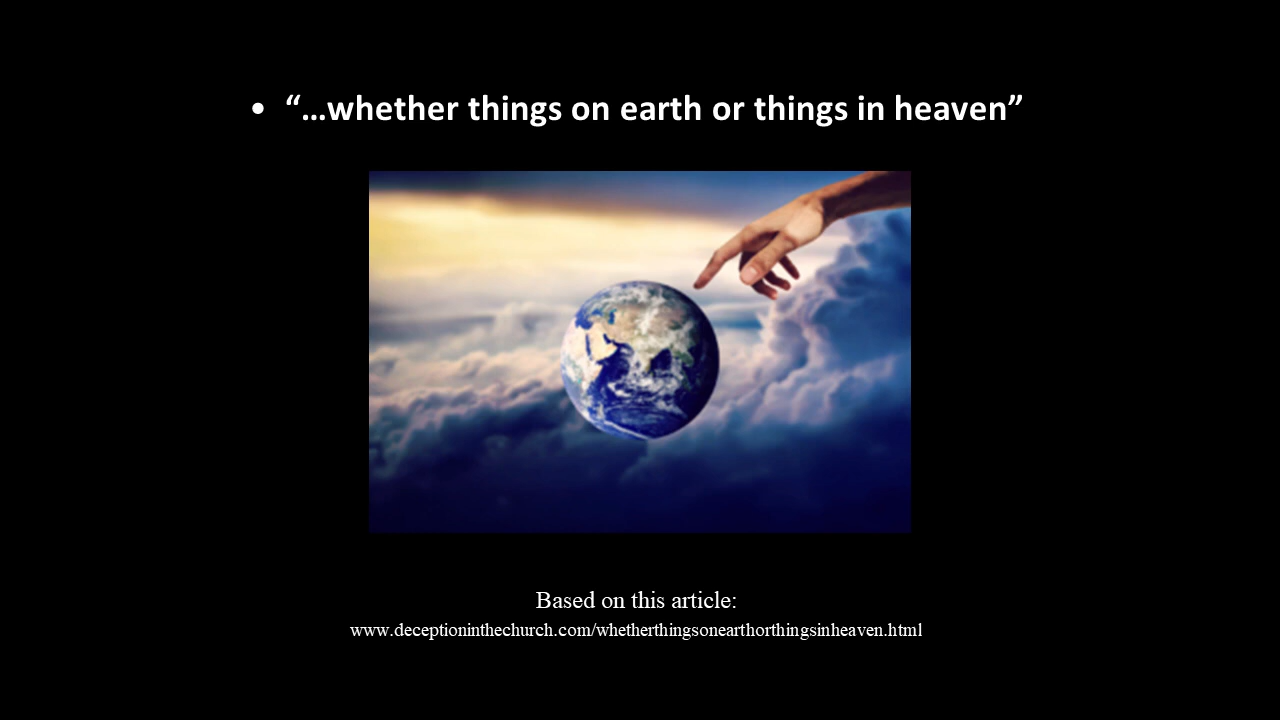 • “…whether things on earth or things in heaven”
Based on this article:
www.deceptioninthechurch.com/whetherthingsonearthorthingsinheaven.html